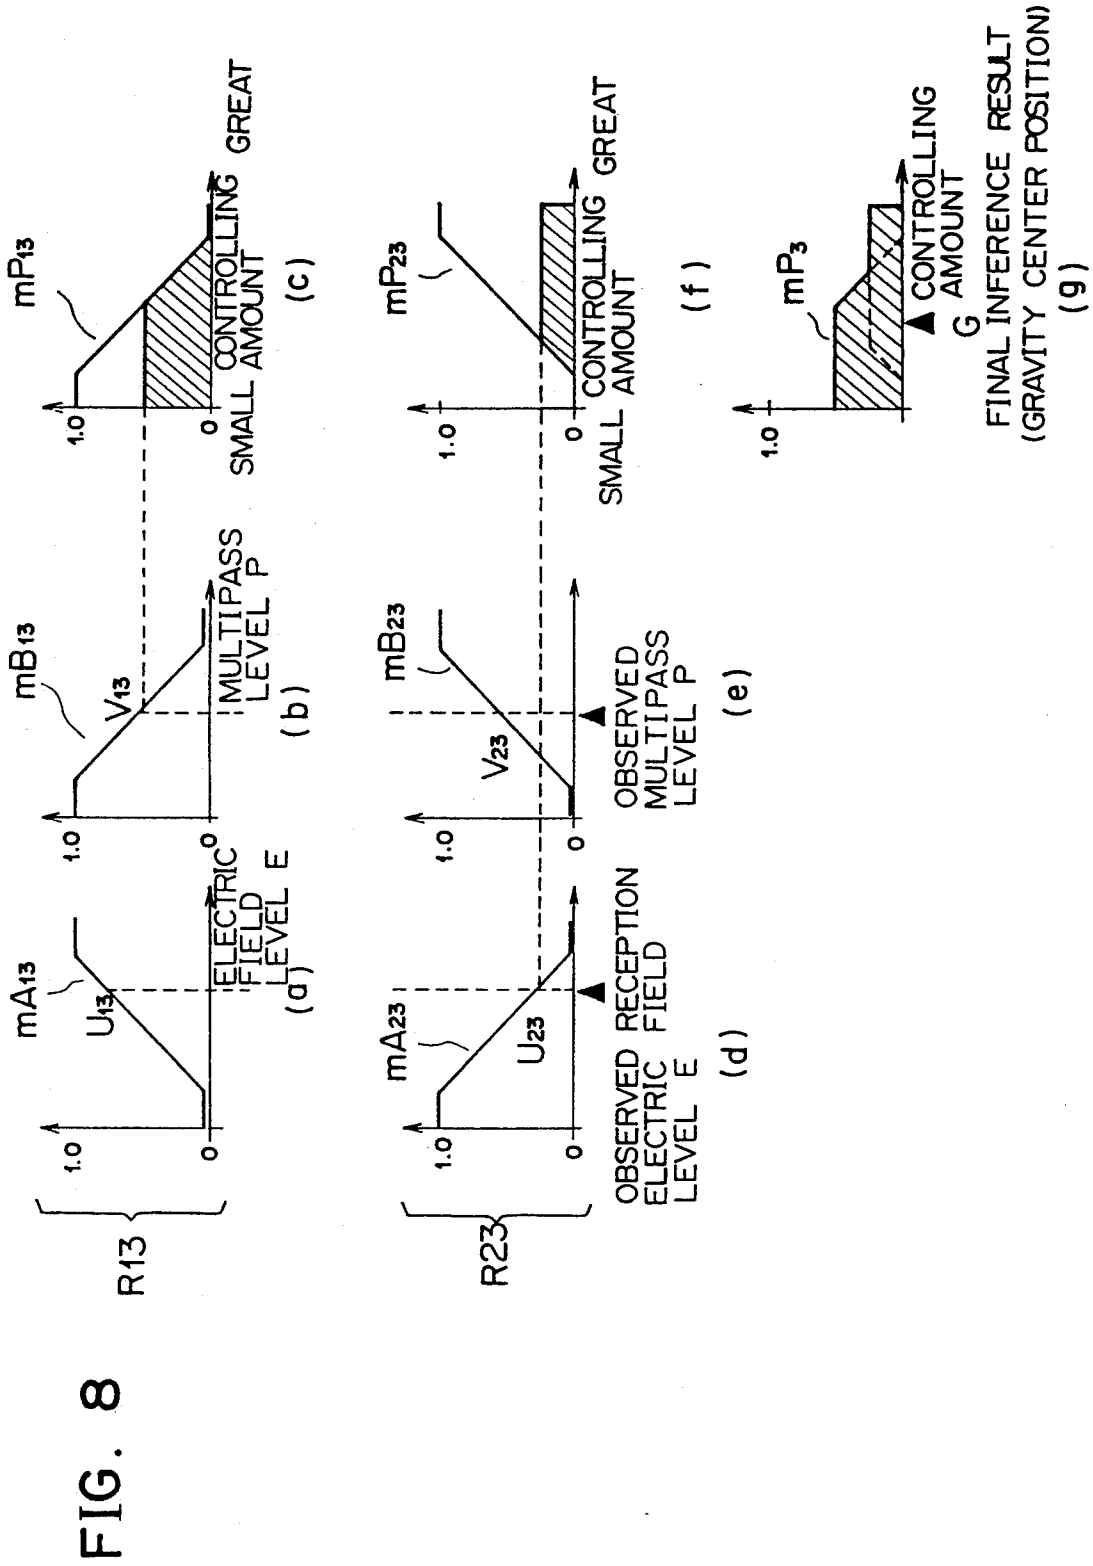 FIG. 8
R13
mA13
1.0
U13
0
ELECTRIC
FIELD
LEVEL E
(a)
mB13
1.0
V13
0
MULTIPASS
LEVEL P
(b)
mP13
1.0
0
SMALL CONTROLLING GREAT
AMOUNT
(c)
R23
mA23
1.0
U23
0
OBSERVED RECEPTION
ELECTRIC FIELD
LEVEL E
(d)
mB23
1.0
V23
0
OBSERVED
MULTIPASS
LEVEL P
(e)
mP23
1.0
0
SMALL CONTROLLING GREAT
AMOUNT
(f)
mP3
1.0
G
CONTROLLING
AMOUNT
FINAL INFERENCE RESULT
(GRAVITY CENTER POSITION)
(g)